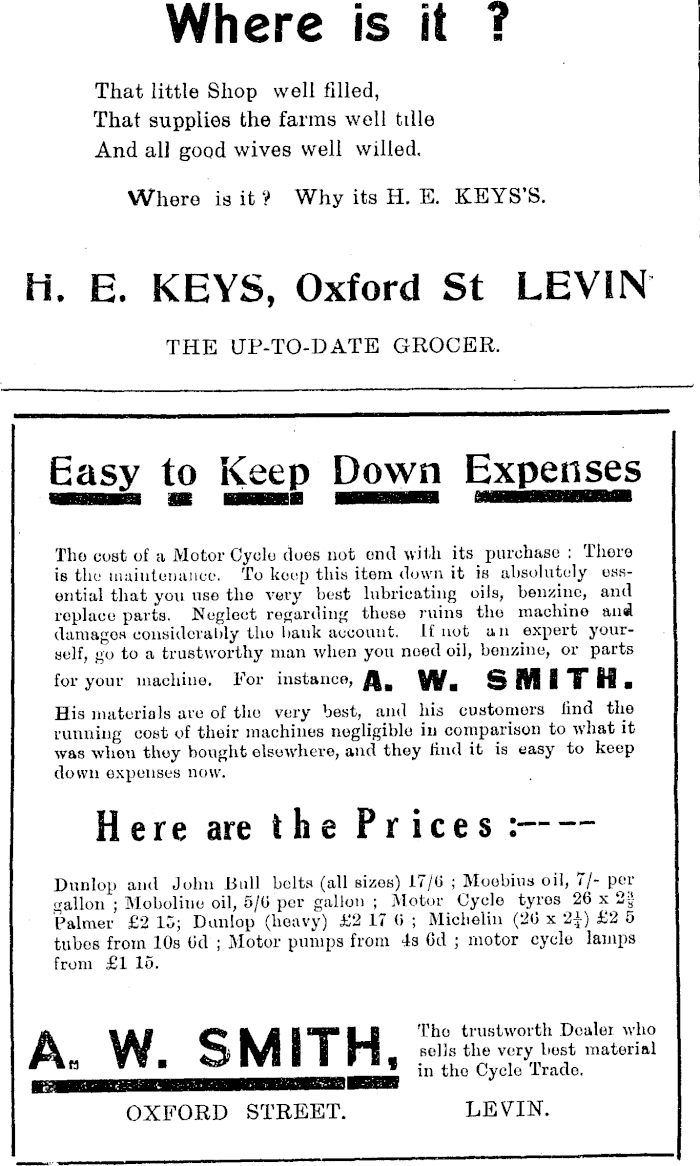 Where is it ?
That little Shop well filled,
That supplies the farms well tille
And all good wives well willed.
Where is it ? Why its H. E. KEYS'S.
H. E. KEYS, Oxford St LEVIN
THE UP-TO-DATE GROCER.
Easy to Keep Down Expenses
The cost of a Motor Cycle does not end with its purchase : There
is the maintenance. To keep this item down it is absolutely ess-
ential that you use the very best lubricating oils, benzine, and
replace parts. Neglect regarding these ruins the machine and
damages considerably the bank account. If not an expert your-
self, go to a trustworthy man when you need oil, benzine, or parts
for your machine. For instance, A. W. SMITH.
His materials are of the very best, and his customers find the
running cost of their machines negligible in comparison to what it
was when they bought elsewhere, and they find it is easy to keep
down expenses now.
Here are the Prices :----
Dunlop and John Bull belts (all sizes) 17/6 ; Moebius oil, 7/- per
gallon ; Moboline oil, 5/6 per gallon ; Motor Cycle tyres 26 x
Palmer £2 15; Dunlop (heavy) £2 17 6 ; Michelin (26 x 2¼) £2 5
tubes from 10s 6d ; Motor pumps from 4s 6d ; motor cycle lamps
from £1 15.
A. W. SMITH,
The trustworth Dealer who
sells the very best material
in the Cycle Trade.
OXFORD STREET. LEVIN.